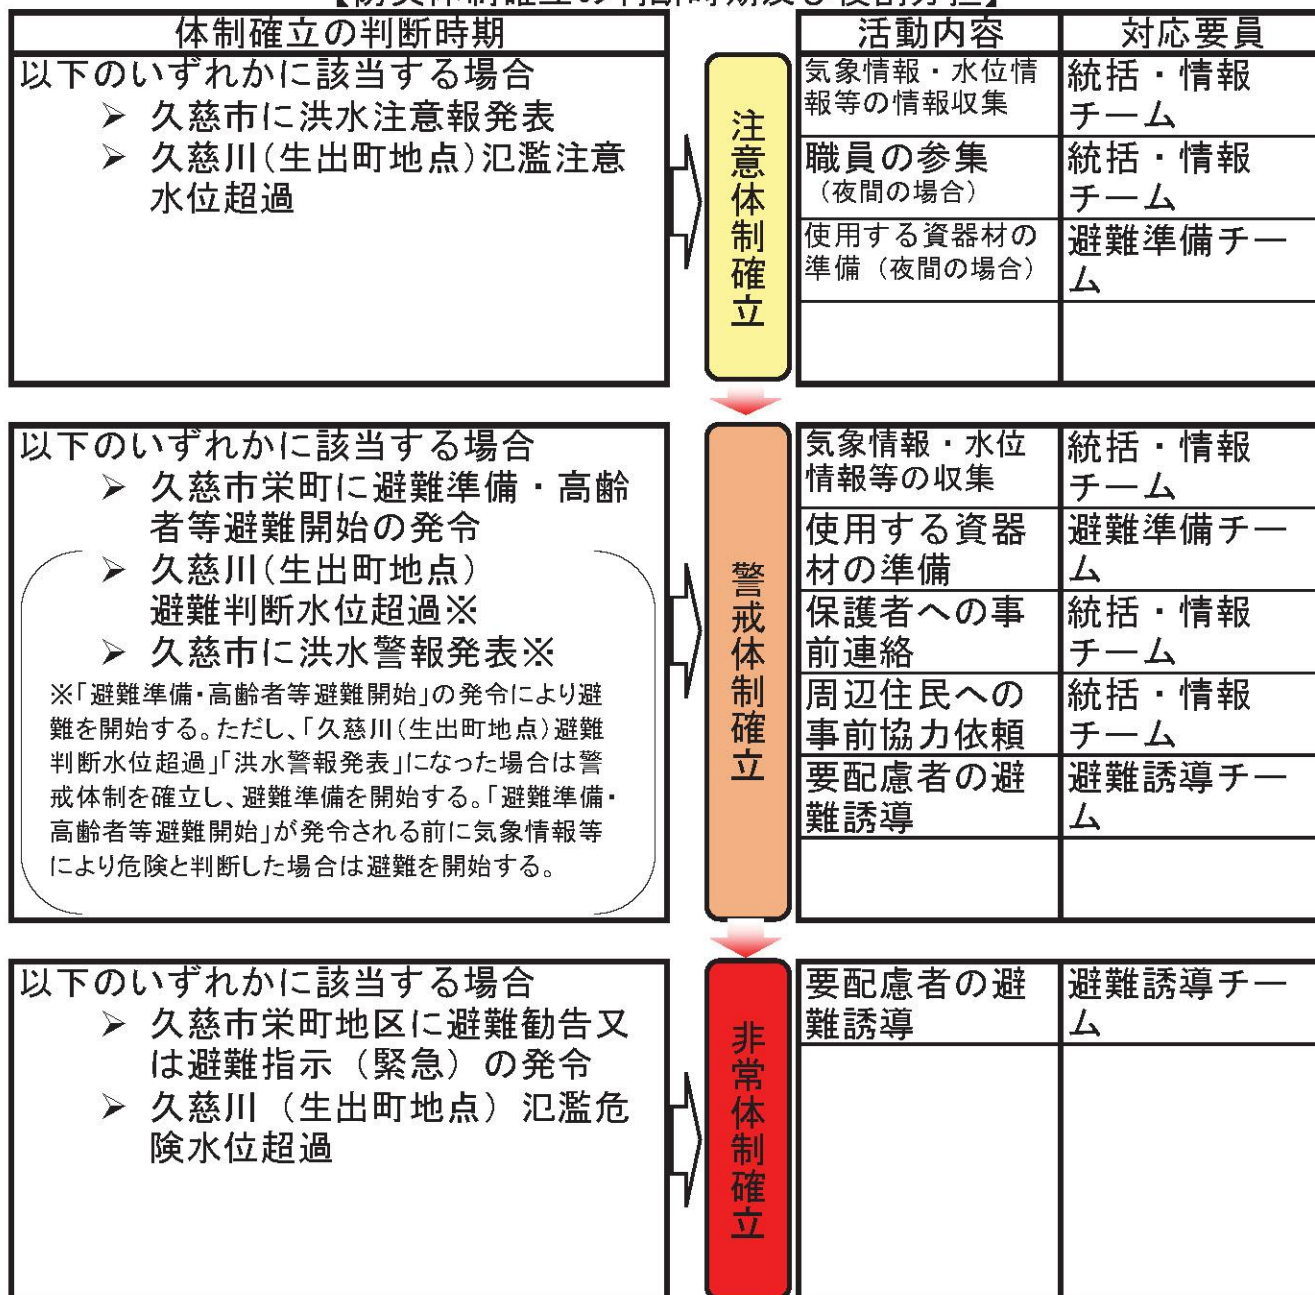 体制確立の判断時期
活動内容
対応要員
以下のいずれかに該当する場合
➢ 久慈市に洪水注意報発表
➢ 久慈川(生出町地点)氾濫注意
水位超過
注意体制確立
気象情報・水位情
報等の情報収集
統括・情報
チーム
職員の参集
（夜間の場合）
統括・情報
チーム
使用する資器材の
準備（夜間の場合）
避難準備チー
ム
以下のいずれかに該当する場合
➢ 久慈市栄町に避難準備・高齢
者等避難開始の発令
➢ 久慈川(生出町地点)
避難判断水位超過※
➢ 久慈市に洪水警報発表※
※「避難準備・高齢者等避難開始」の発令により避
難を開始する。ただし、「久慈川(生出町地点)避難
判断水位超過」「洪水警報発表」になった場合は警
戒体制を確立し、避難準備を開始する。「避難準備・
高齢者等避難開始」が発令される前に気象情報等
により危険と判断した場合は避難を開始する。
警戒体制確立
気象情報・水位
情報等の収集
統括・情報
チーム
使用する資器
材の準備
避難準備チー
ム
保護者への事
前連絡
統括・情報
チーム
周辺住民への
事前協力依頼
統括・情報
チーム
要配慮者の避
難誘導
避難誘導チー
ム
以下のいずれかに該当する場合
➢ 久慈市栄町地区に避難勧告又
は避難指示（緊急）の発令
➢ 久慈川（生出町地点）氾濫危
険水位超過
非常体制確立
要配慮者の避
難誘導
避難誘導チー
ム